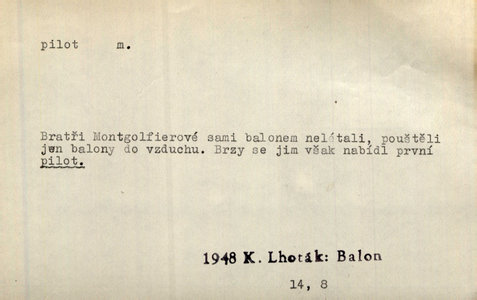 pilot m.
Bratři Montgolfierové sami balonem nelétali, pouštěli
jen balony do vzduchu. Brzy se jim však nabídl první
pilot.
1948 K. Lhoták: Balon
14, 8